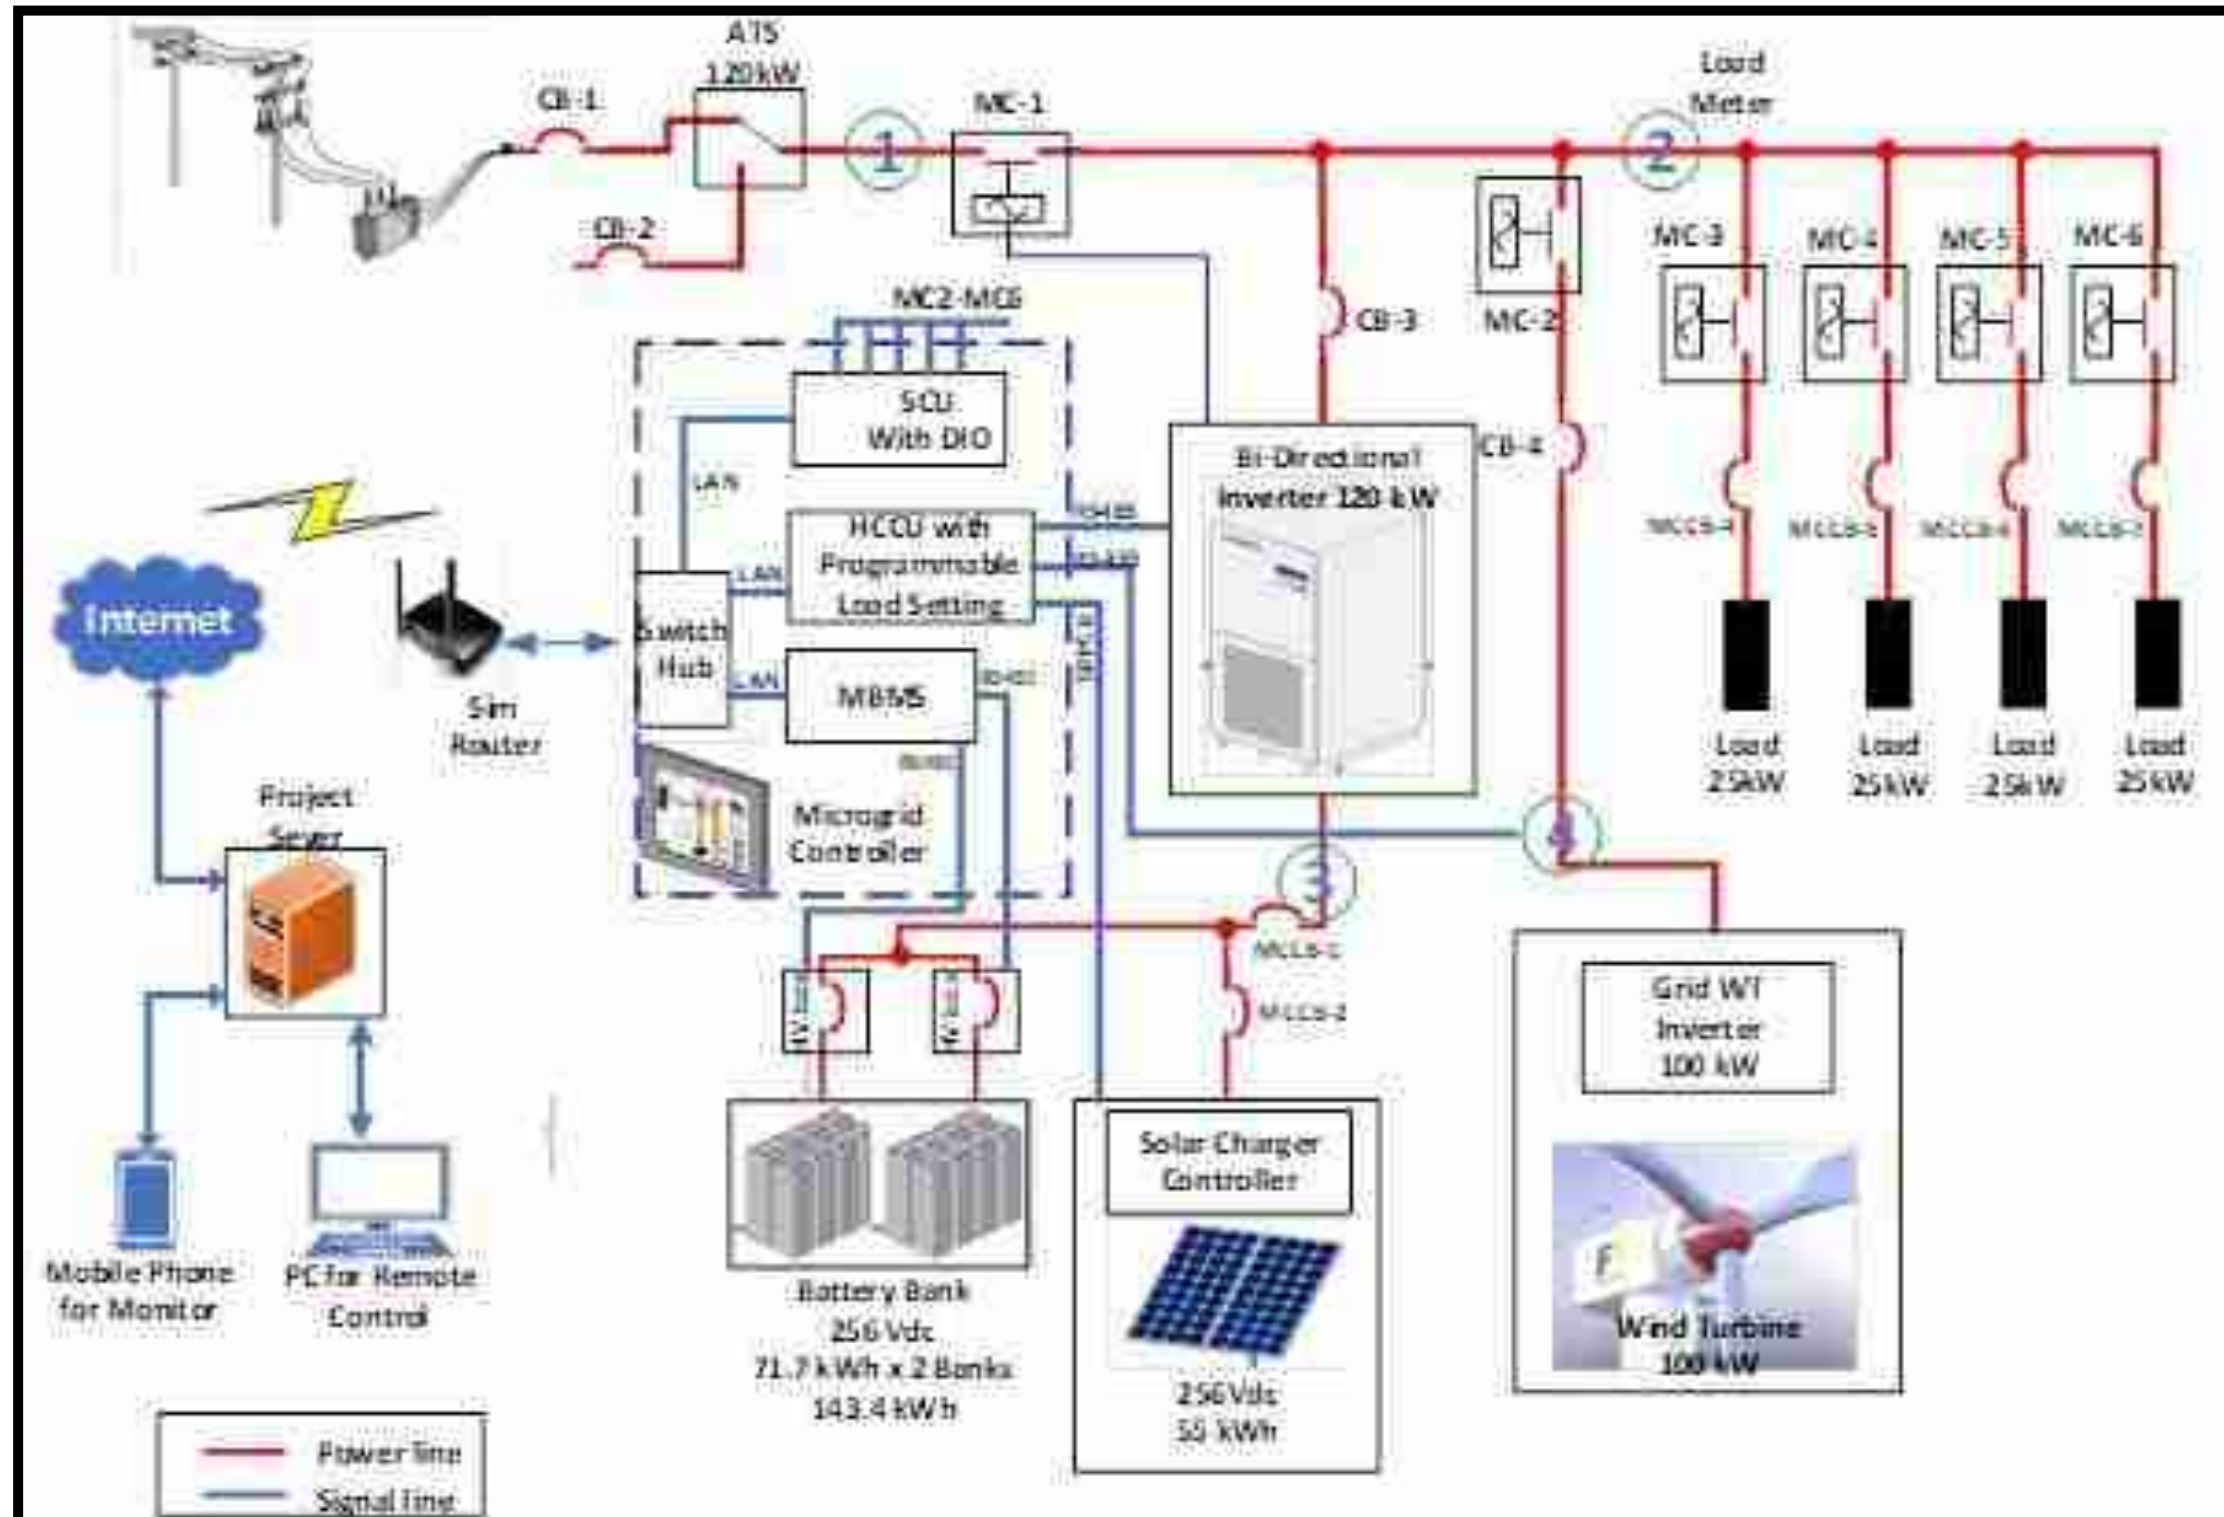 ATS
120kW
CB-1
1
MC-1
Load
Meter
2
CB-2
MC-3
MC-4
MC-5
MC-6
MC2-MC6
CB-3
MC-2
SCU
With DIO
Bi-Directional
Inverter 120 kW
CB-4
LAN
HCCU with
Programmable
Load Setting
LAN
Internet
Switch
Hub
LAN
MBMS
Sim
Router
Load
25kW
Load
25kW
Load
25kW
Load
25kW
Project
Sever
Microgrid
Controller
4
3
MCCB-2
Grid WT
Inverter
100 kW
Solar Charger
Controller
Mobile Phone
for Monitor
PC for Remote
Control
Battery Bank
256 Vdc
71.7 kWh x 2 Banks
143.4 kWh
256Vdc
55 kWh
Wind Turbine
100 kW
Power line
Signal line